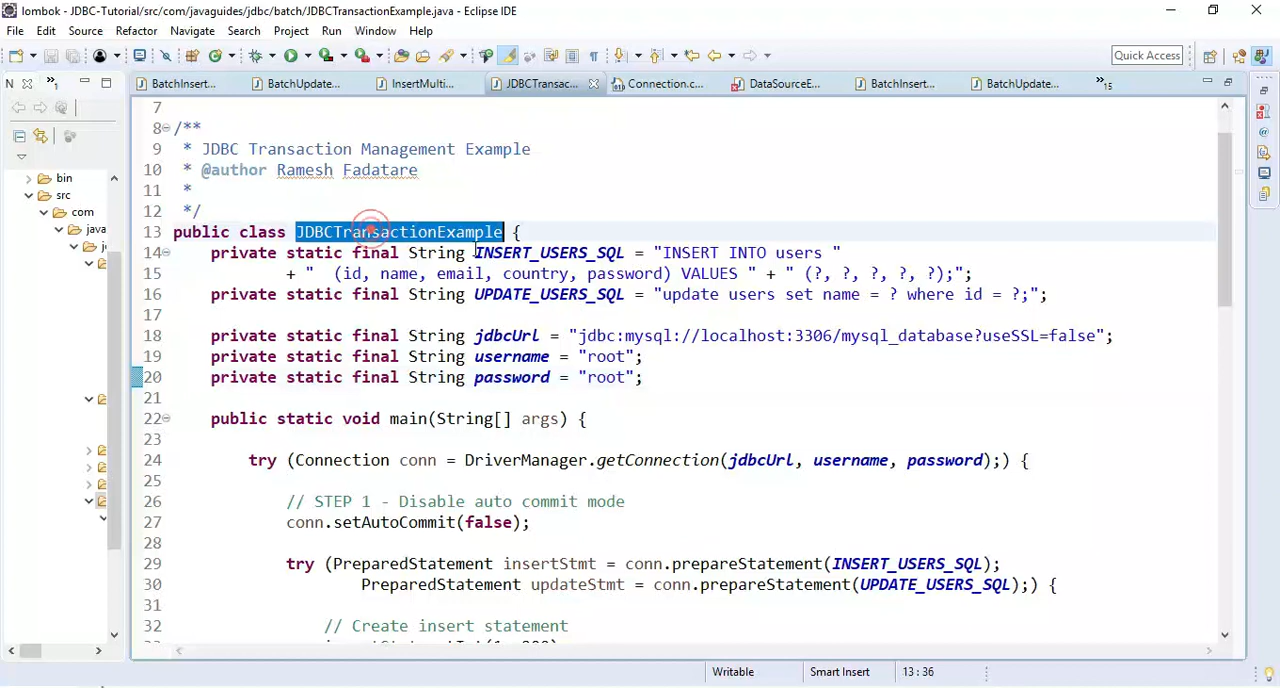 lombok - JDBC-Tutorial/src/com/javaguides/jdbc/batch/JDBCTransactionExample.java - Eclipse IDE
File Edit Source Refactor Navigate Search Project Run Window Help
Quick Access
N 1 BatchInsert... BatchUpdate... InsertMulti... JDBCTransac... Connection.c... DataSourceE... BatchInsert... BatchUpdate... 15
bin
src
com
java
7
8 /**
9 * JDBC Transaction Management Example
10 * @author Ramesh Fadatare
11 *
12 */
13 public class JDBCTransactionExample {
14 private static final String INSERT_USERS_SQL = "INSERT INTO users "
15 + " (id, name, email, country, password) VALUES " + " (?, ?, ?, ?, ?);";
16 private static final String UPDATE_USERS_SQL = "update users set name = ? where id = ?;";
17
18 private static final String jdbcUrl = "jdbc:mysql://localhost:3306/mysql_database?useSSL=false";
19 private static final String username = "root";
20 private static final String password = "root";
21
22 public static void main(String[] args) {
23
24 try (Connection conn = DriverManager.getConnection(jdbcUrl, username, password);) {
25
26 // STEP 1 - Disable auto commit mode
27 conn.setAutoCommit(false);
28
29 try (PreparedStatement insertStmt = conn.prepareStatement(INSERT_USERS_SQL);
30 PreparedStatement updateStmt = conn.prepareStatement(UPDATE_USERS_SQL);) {
31
32 // Create insert statement
Writable Smart Insert 13 : 36